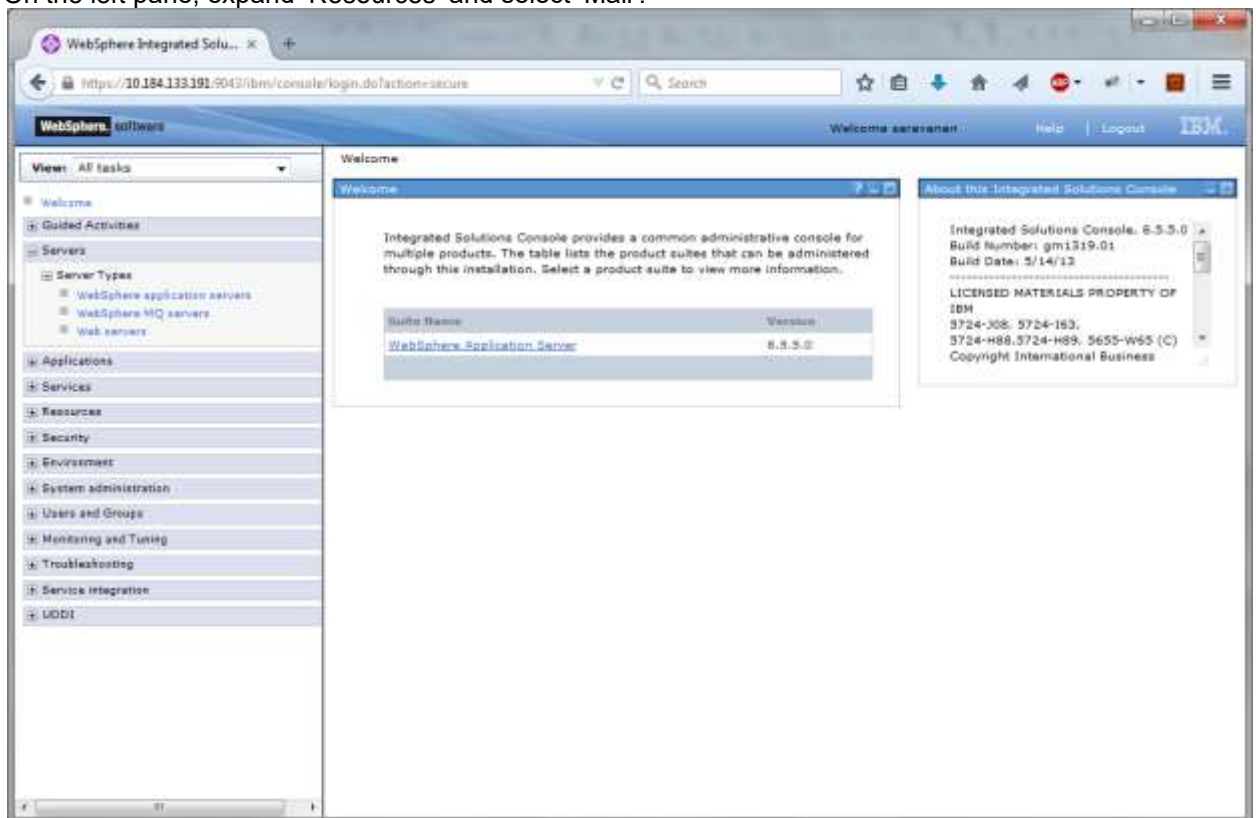 On the left pane, expand 'Resources' and select 'Mail'.
WebSphere Integrated Solu...
https://10.184.133.191:9043/ibm/console/login.do?action=secure
Search
WebSphere. software
Welcome saravanan
Help
Logout
IBM.
View: All tasks
Welcome
Guided Activities
Servers
Server Types
WebSphere application servers
WebSphere MQ servers
Web servers
Applications
Services
Resources
Security
Environment
System administration
Users and Groups
Monitoring and Tuning
Troubleshooting
Service integration
UDDI
Welcome
Welcome
Integrated Solutions Console provides a common administrative console for
multiple products. The table lists the product suites that can be administered
through this installation. Select a product suite to view more information.
Suite Name Version
WebSphere Application Server 8.5.5.0
About this Integrated Solutions Console
Integrated Solutions Console, 8.5.5.0
Build Number: gm1319.01
Build Date: 5/14/13
LICENSED MATERIALS PROPERTY OF
IBM
5724-J08, 5724-I63,
5724-H88,5724-H89, 5655-W65 (C)
Copyright International Business